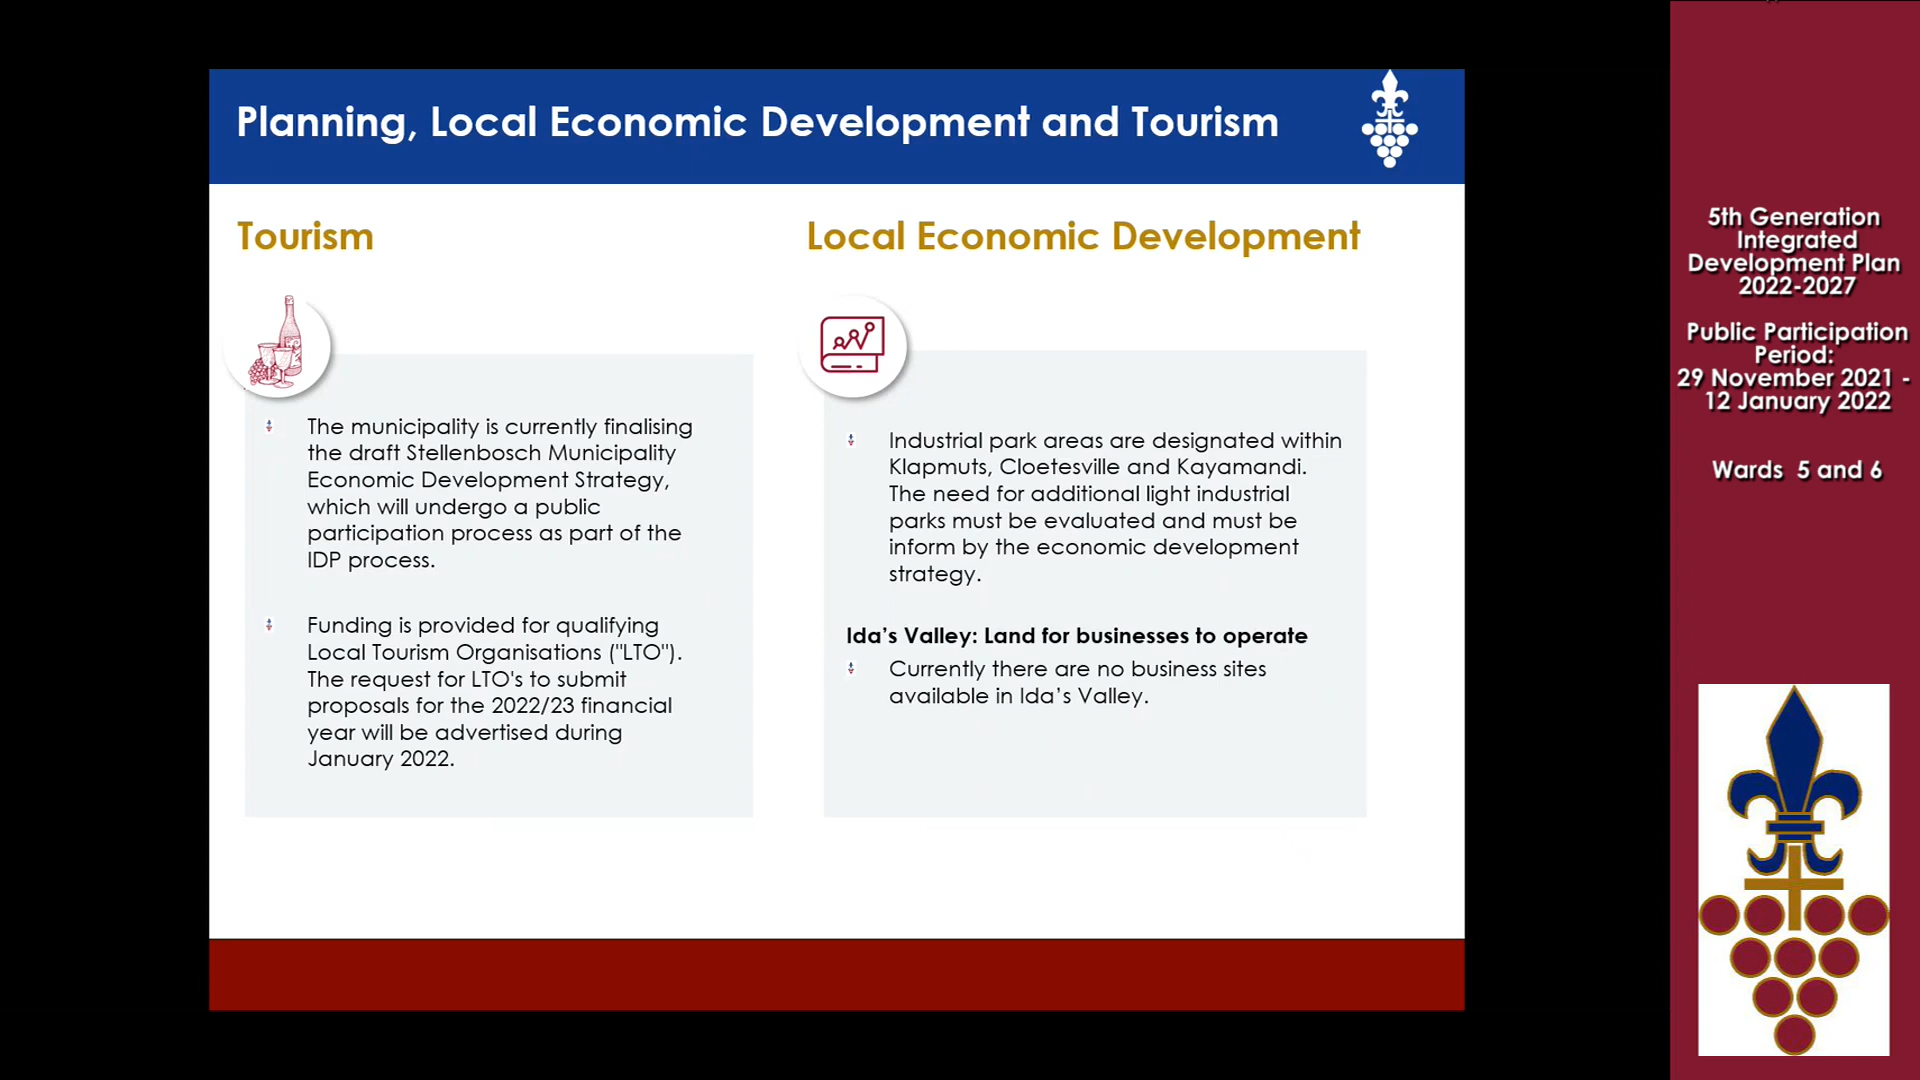 Planning, Local Economic Development and Tourism
Tourism
The municipality is currently finalising
the draft Stellenbosch Municipality
Economic Development Strategy,
which will undergo a public
participation process as part of the
IDP process.
Funding is provided for qualifying
Local Tourism Organisations ("LTO").
The request for LTO's to submit
proposals for the 2022/23 financial
year will be advertised during
January 2022.
Local Economic Development
Industrial park areas are designated within
Klapmuts, Cloetesville and Kayamandi.
The need for additional light industrial
parks must be evaluated and must be
inform by the economic development
strategy.
Ida’s Valley: Land for businesses to operate
Currently there are no business sites
available in Ida’s Valley.
5th Generation
Integrated
Development Plan
2022-2027
Public Participation
Period:
29 November 2021 -
12 January 2022
Wards 5 and 6